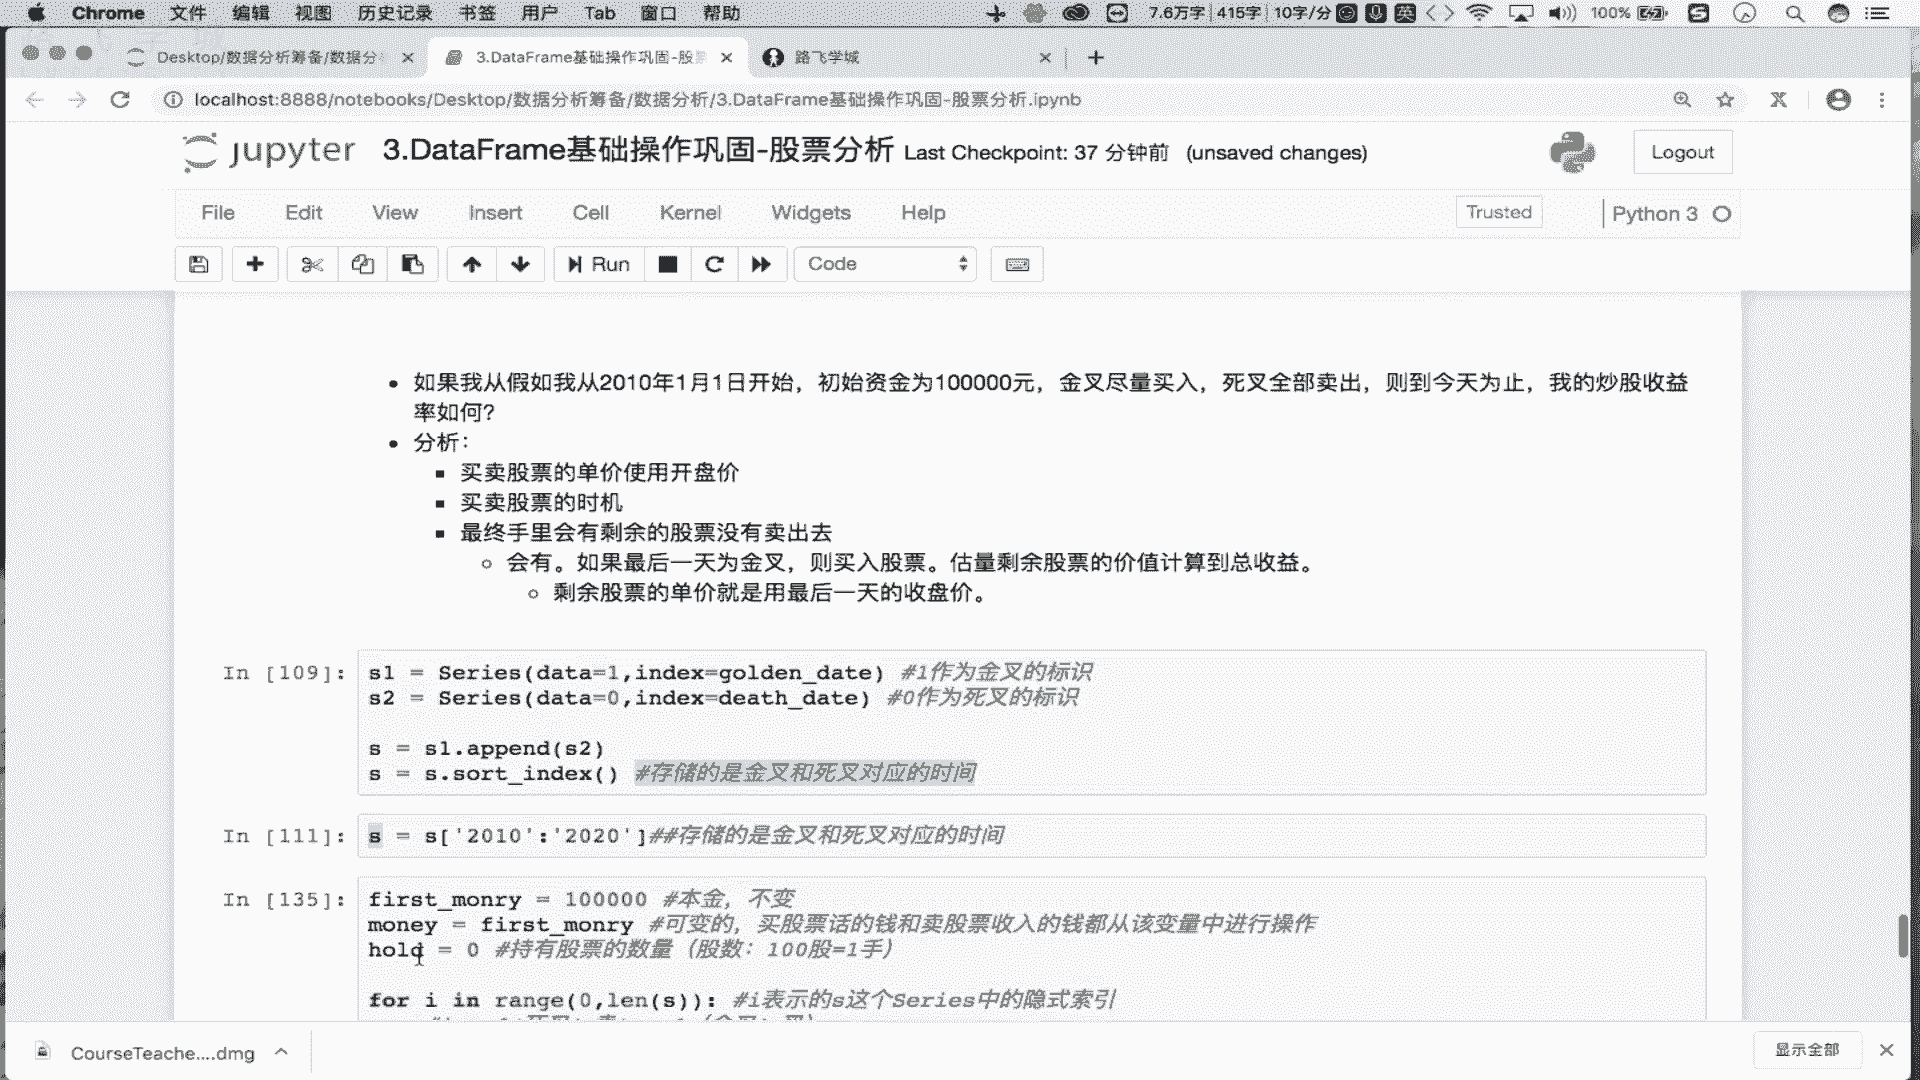 Chrome 文件 编辑 视图 历史记录 书签 用户 Tab 窗口 帮助 7.6万字 415字 10字/分 英 100%
Desktop/数据分析筹备/数据分 3.DataFrame基础操作巩固-股 路飞学城
localhost:8888/notebooks/Desktop/数据分析筹备/数据分析/3.DataFrame基础操作巩固-股票分析.ipynb
jupyter 3.DataFrame基础操作巩固-股票分析 Last Checkpoint: 37 分钟前 (unsaved changes) Logout
File Edit View Insert Cell Kernel Widgets Help Trusted Python 3
Run Code
如果我从假如我从2010年1月1日开始，初始资金为100000元，金叉尽量买入，死叉全部卖出，则到今天为止，我的炒股收益
率如何?
分析：
买卖股票的单价使用开盘价
买卖股票的时机
最终手里会有剩余的股票没有卖出去
会有。如果最后一天为金叉，则买入股票。估量剩余股票的价值计算到总收益。
剩余股票的单价就是用最后一天的收盘价。
In [109]: s1 = Series(data=1,index=golden_date) #1作为金叉的标识
s2 = Series(data=0,index=death_date) #0作为死叉的标识
s = s1.append(s2)
s = s.sort_index() #存储的是金叉和死叉对应的时间
In [111]: s = s['2010':'2020']##存储的是金叉和死叉对应的时间
In [135]: first_monry = 100000 #本金，不变
money = first_monry #可变的，买股票话的钱和卖股票收入的钱都从该变量中进行操作
hold = 0 #持有股票的数量（股数：100股=1手）
for i in range(0,len(s)): #i表示的s这个Series中的隐式索引
CourseTeache....dmg 显示全部